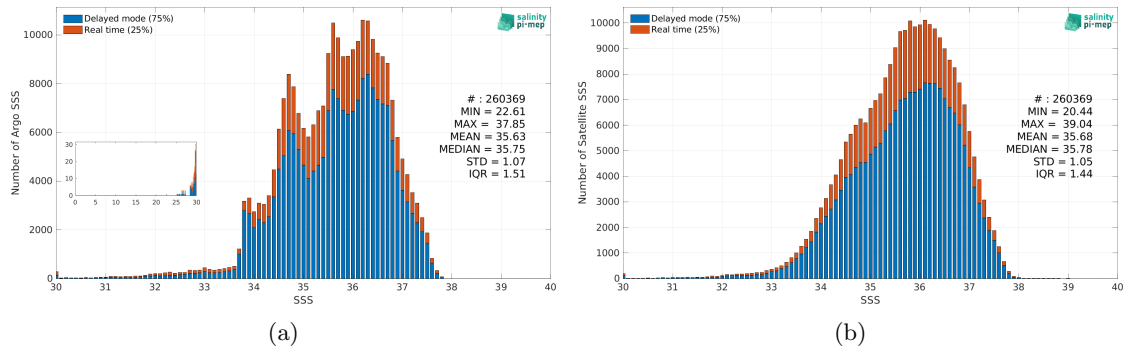 Delayed mode (75%)
Real time (25%)
salinity
pi-mep
Number of Argo SSS
10000
8000
6000
4000
2000
0
# : 260369
MIN = 22.61
MAX = 37.85
MEAN = 35.63
MEDIAN = 35.75
STD = 1.07
IQR = 1.51
30
20
10
0
0 5 10 15 20 25 30
30 31 32 33 34 35 36 37 38 39 40
SSS
(a)
Delayed mode (75%)
Real time (25%)
salinity
pi-mep
Number of Satellite SSS
10000
9000
8000
7000
6000
5000
4000
3000
2000
1000
0
# : 260369
MIN = 20.44
MAX = 39.04
MEAN = 35.68
MEDIAN = 35.78
STD = 1.05
IQR = 1.44
30 31 32 33 34 35 36 37 38 39 40
SSS
(b)